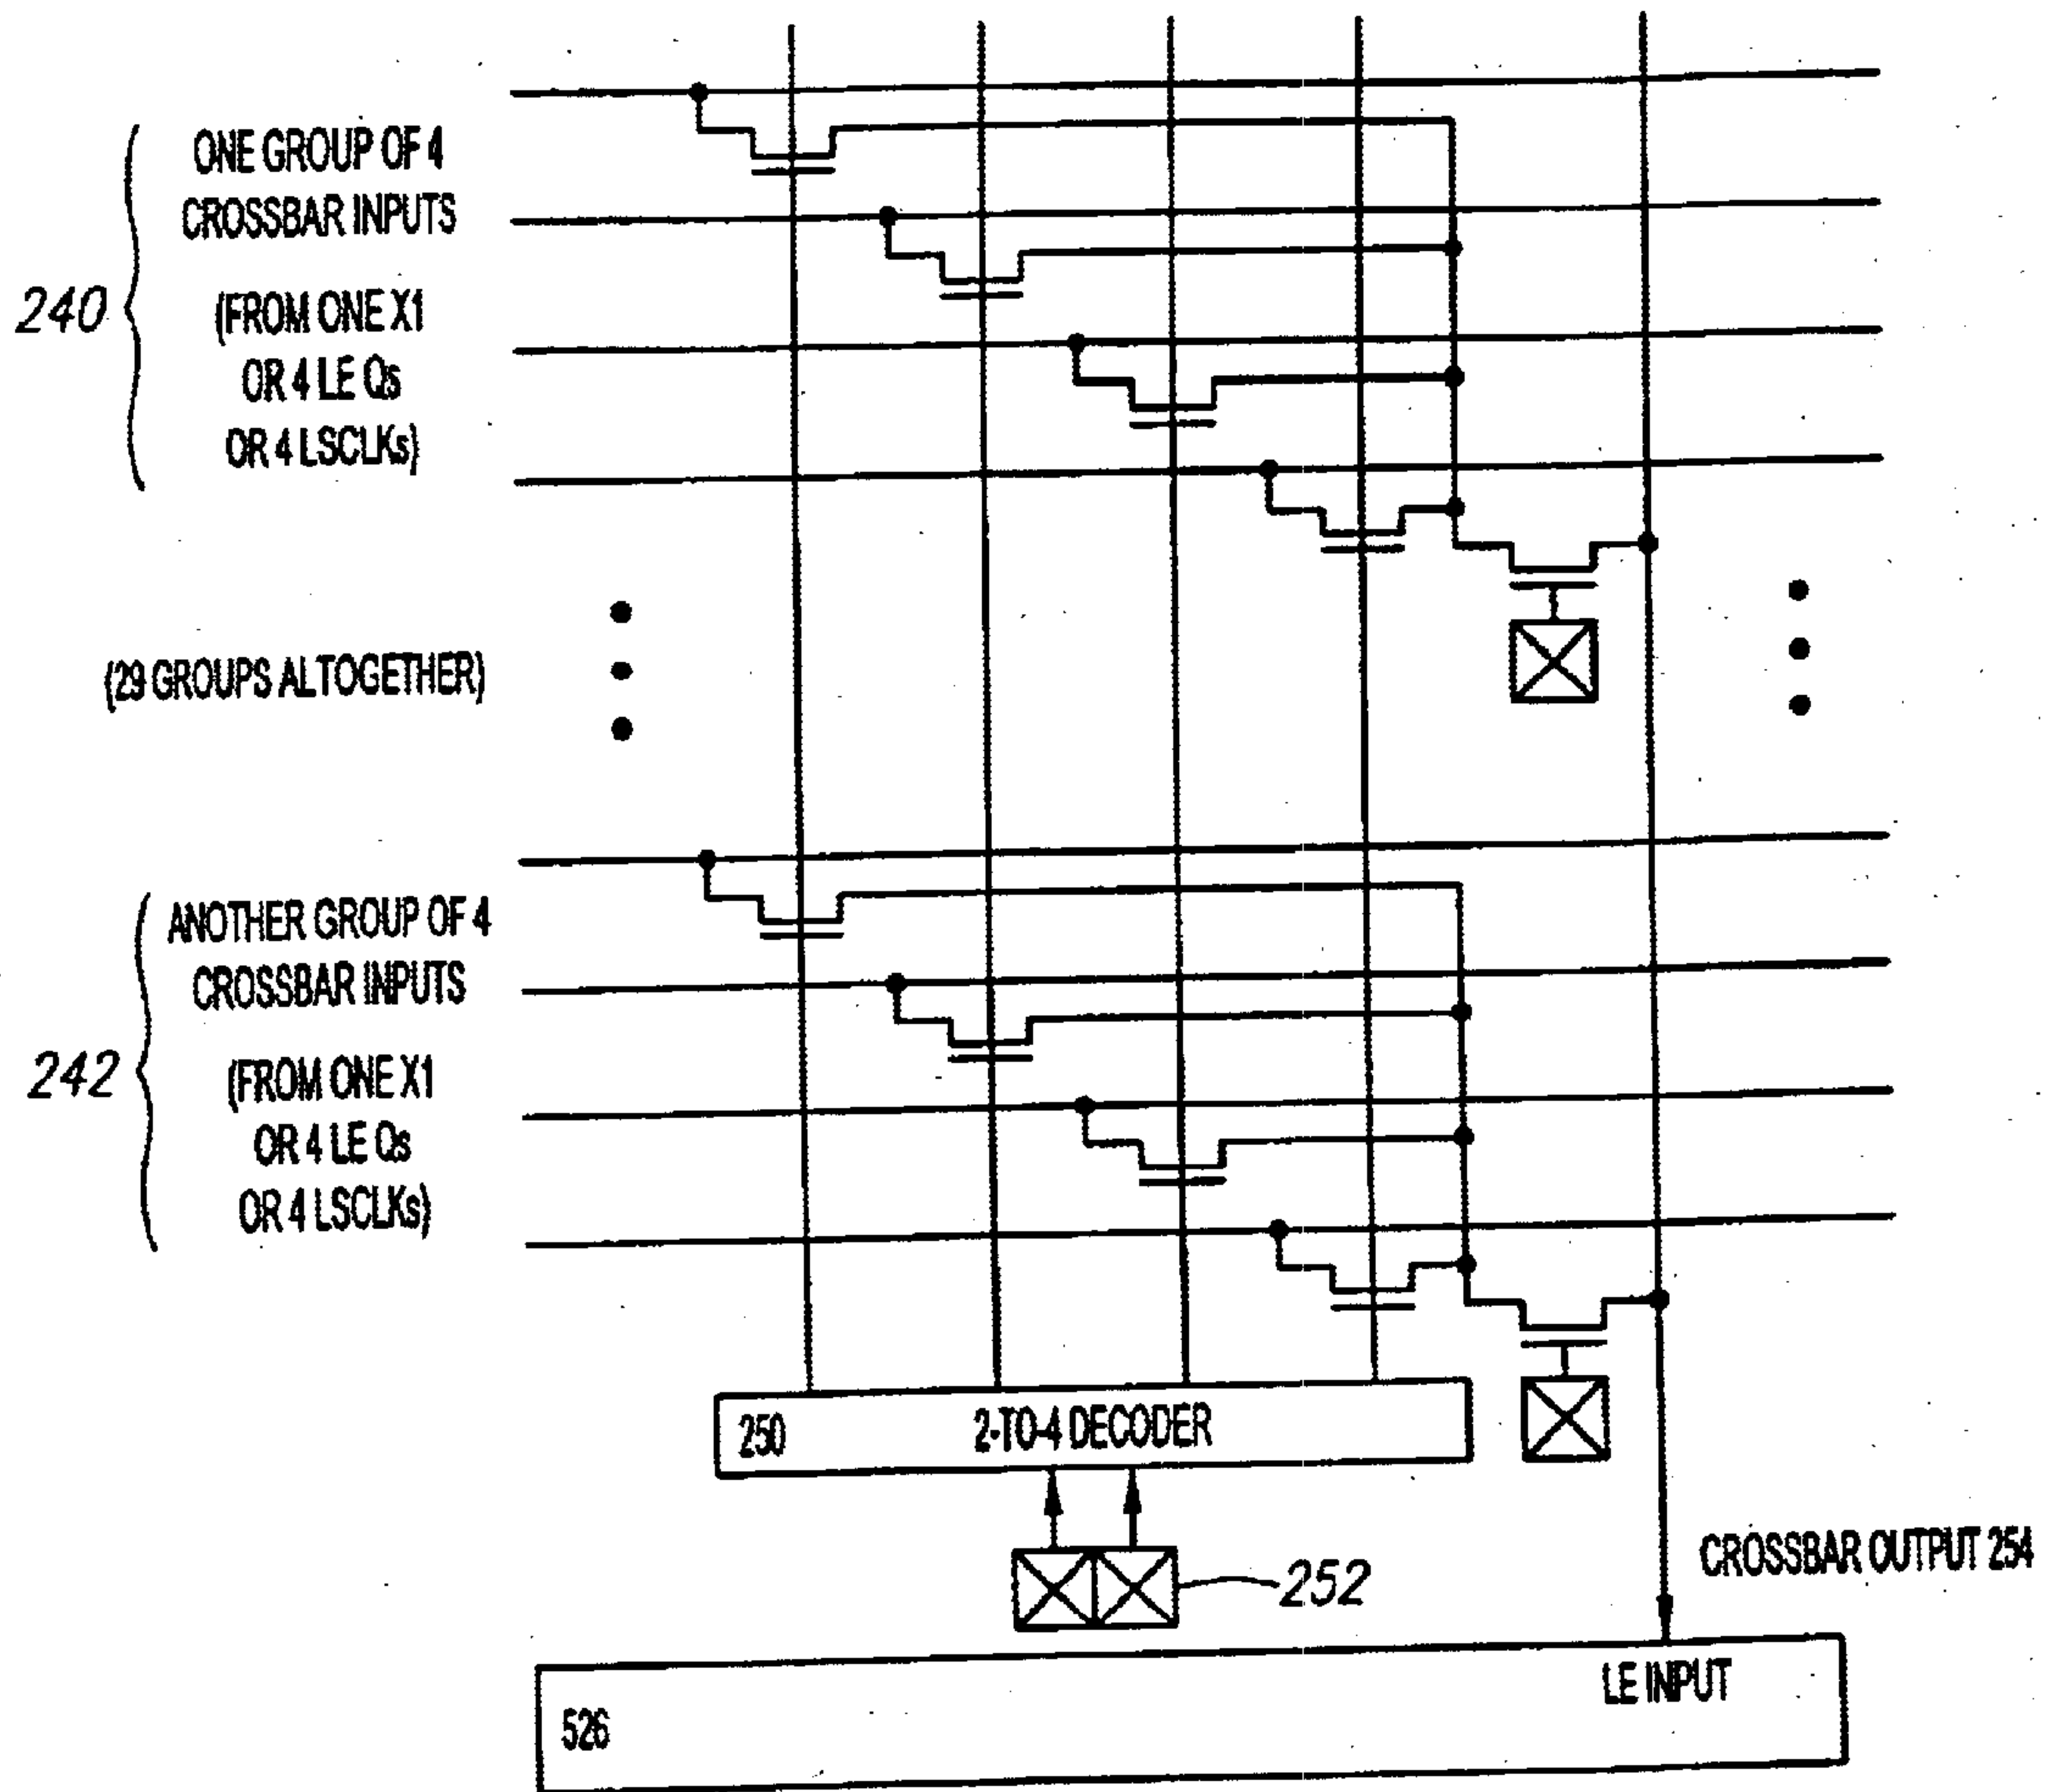 ONE GROUP OF 4
CROSSBAR INPUTS
240
(FROM ONE X1
OR 4 LE Qs
OR 4 LSCLKs)
(29 GROUPS ALTOGETHER)
ANOTHER GROUP OF 4
CROSSBAR INPUTS
242
(FROM ONE X1
OR 4 LE Qs
OR 4 LSCLKs)
250 2-TO-4 DECODER
CROSSBAR OUTPUT 254
252
LE INPUT
526